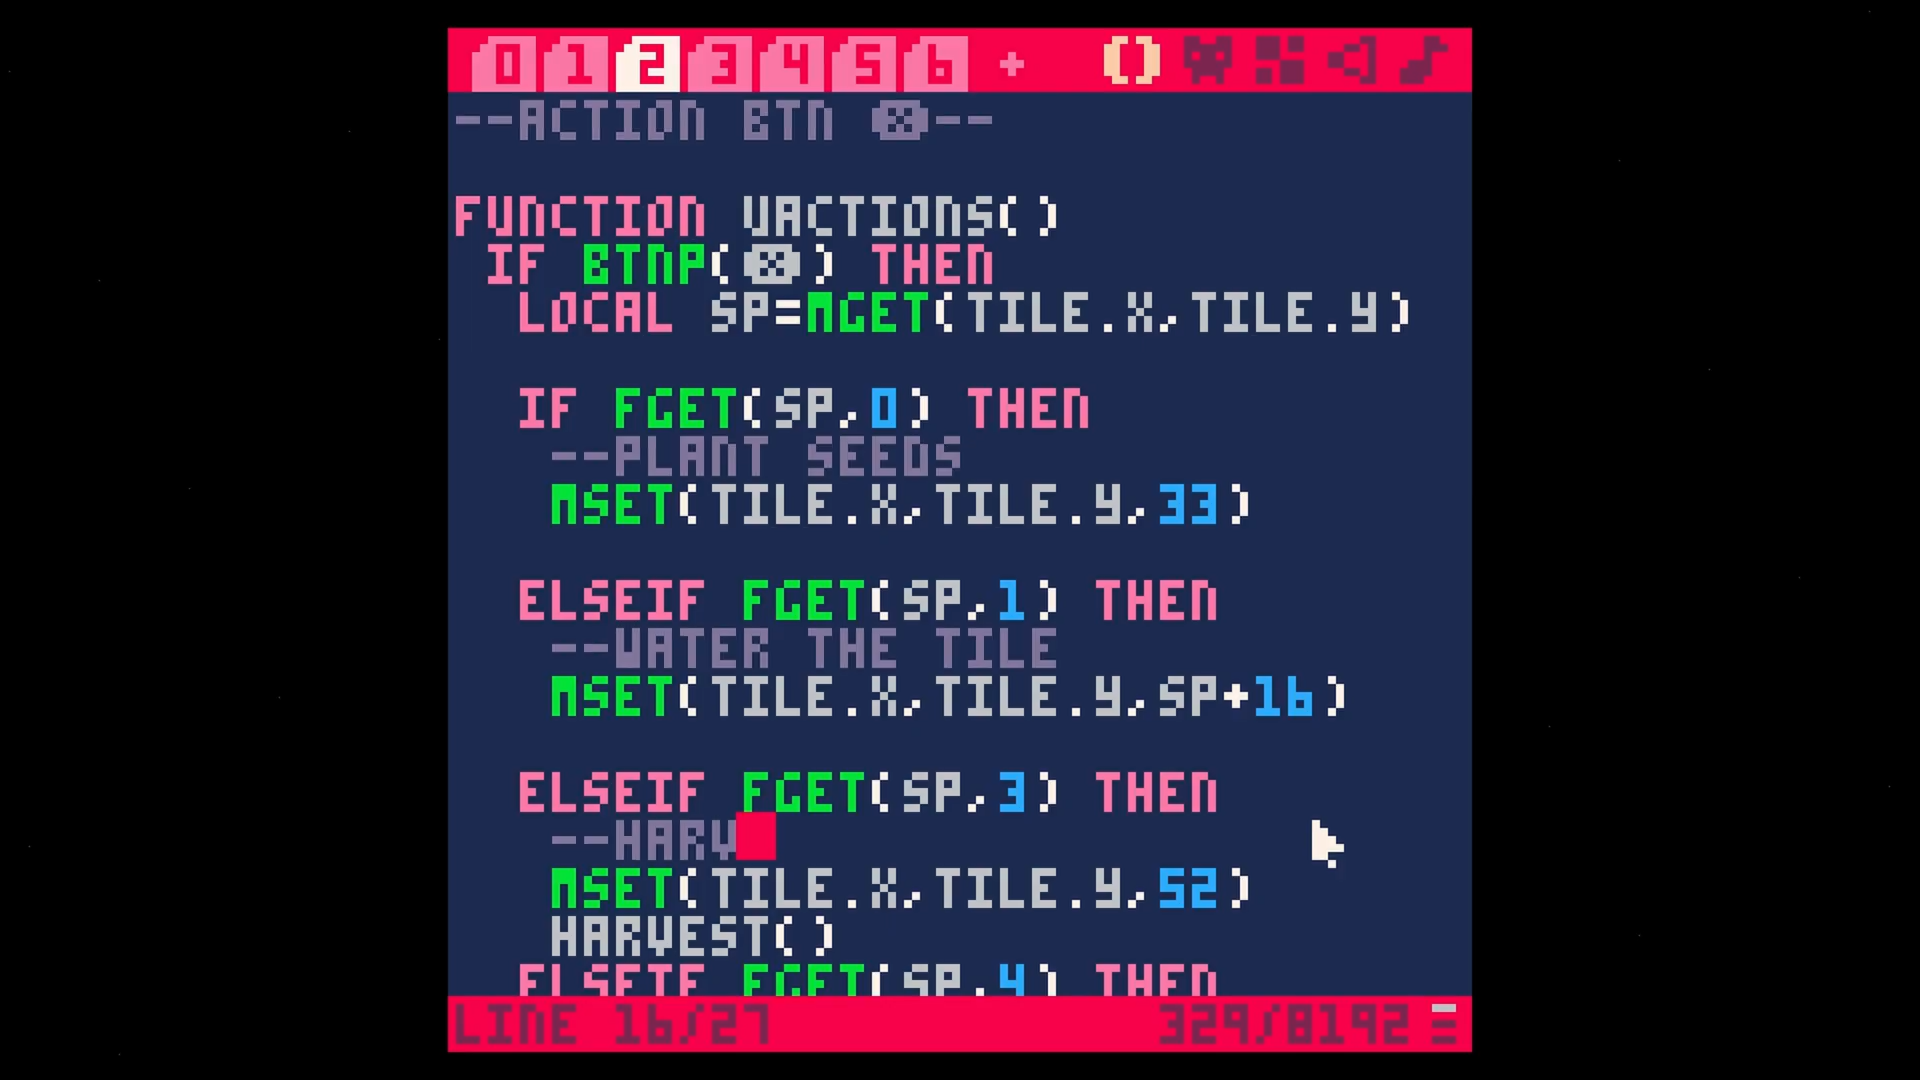 0 1 2 3 4 5 6 + ()
--ACTION BTN ❎--
FUNCTION UACTIONS()
IF BTNP(❎) THEN
LOCAL SP=MGET(TILE.X,TILE.Y)
IF FGET(SP,0) THEN
--PLANT SEEDS
MSET(TILE.X,TILE.Y,33)
ELSEIF FGET(SP,1) THEN
--WATER THE TILE
MSET(TILE.X,TILE.Y,SP+16)
ELSEIF FGET(SP,3) THEN
--HARV
MSET(TILE.X,TILE.Y,52)
HARVEST()
ELSEIF FGET(SP,4) THEN
LINE 16/27
329/8192